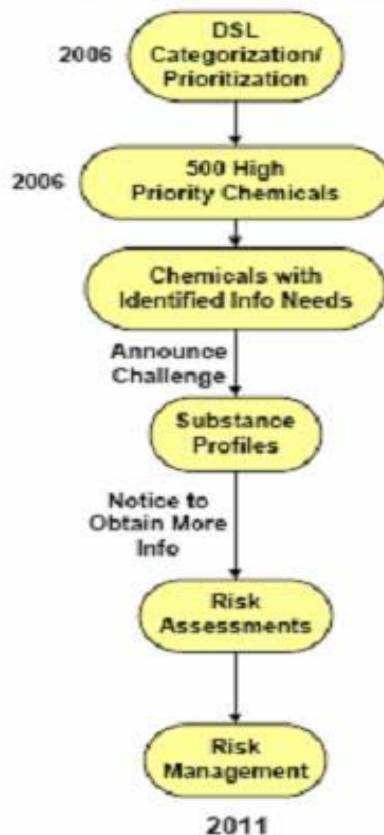 DSL
2006
Categorization/
Prioritization
2006
500 High
Priority Chemicals
Chemicals with
Identified Info Needs
Announce
Challenge
Substance
Profiles
Notice to
Obtain More
Info
Risk
Assessments
Risk
Management
2011